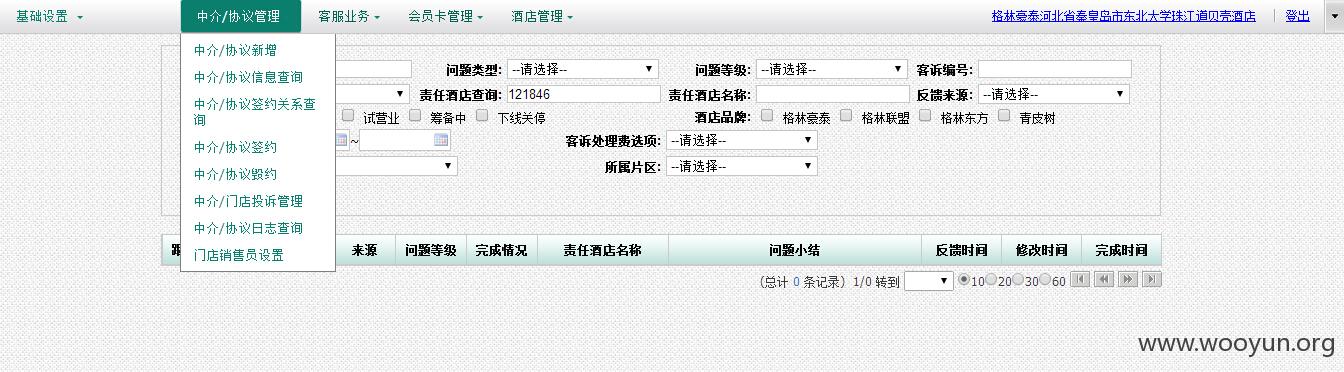 基础设置 中介/协议管理 客服业务 会员卡管理 酒店管理 格林豪泰河北省秦皇岛市东北大学珠江道贝壳酒店 登出
中介/协议新增
中介/协议信息查询
中介/协议签约关系查
询
中介/协议签约
中介/协议毁约
中介/门店投诉管理
中介/协议日志查询
门店销售员设置
问题类型: --请选择-- 问题等级: --请选择-- 客诉编号:
责任酒店查询: 121846 责任酒店名称: 反馈来源: --请选择--
试营业 筹备中 下线关停 酒店品牌: 格林豪泰 格林联盟 格林东方 青皮树
~ 客诉处理费选项: --请选择--
所属片区: --请选择--
来源 问题等级 完成情况 责任酒店名称 问题小结 反馈时间 修改时间 完成时间
(总计 0 条记录) 1/0 转到 10 20 30 60
www.wooyun.org